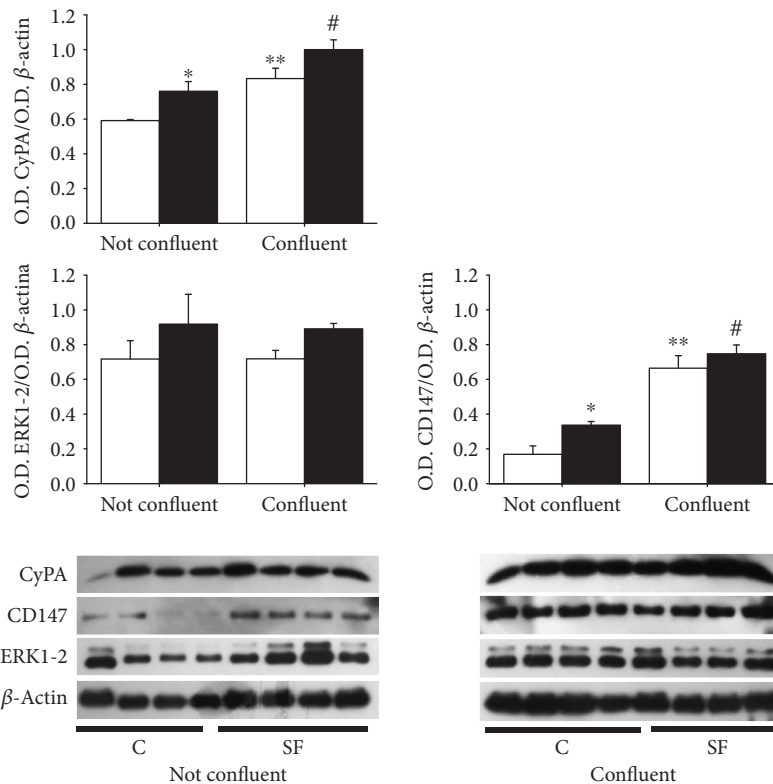 O.D. CyPA/O.D. β-actin
1.2
1.0
0.8
0.6
0.4
0.2
0.0
*
**
#
Not confluent
Confluent
O.D. ERK1-2/O.D. β-actina
1.2
1.0
0.8
0.6
0.4
0.2
0.0
Not confluent
Confluent
O.D. CD147/O.D. β-actin
1.2
1.0
0.8
0.6
0.4
0.2
0.0
*
**
#
Not confluent
Confluent
CyPA
CD147
ERK1-2
β-Actin
C
SF
Not confluent
C
SF
Confluent